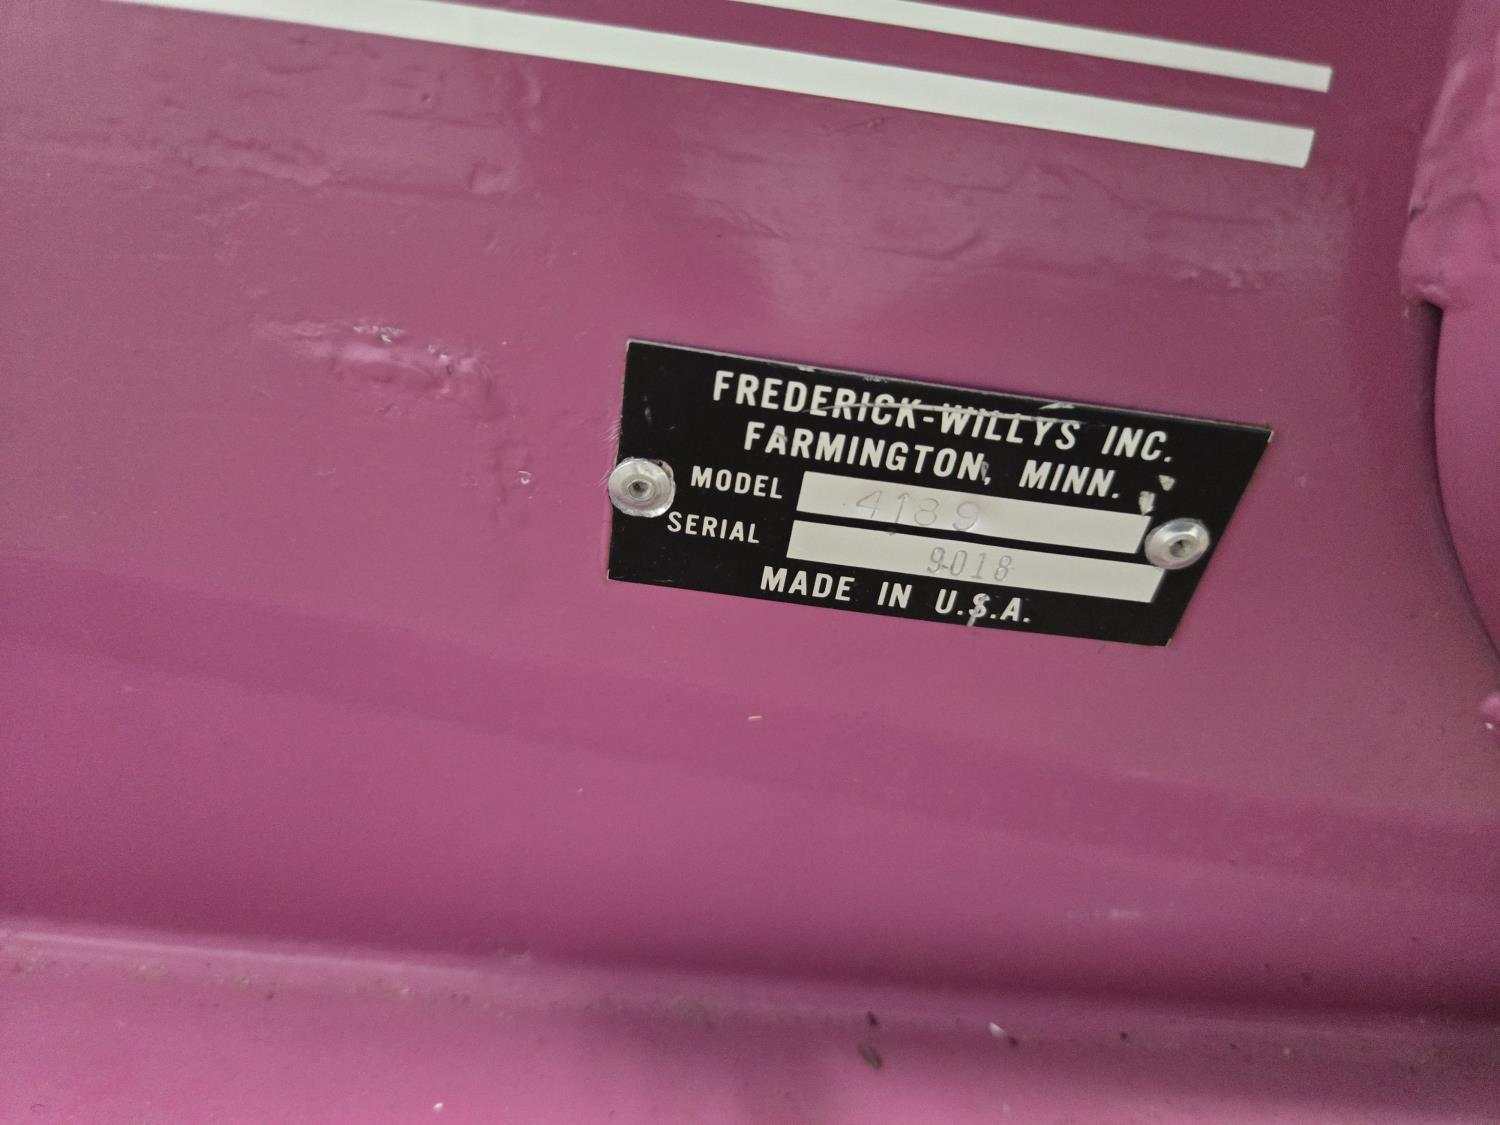 FREDERICK-WILLYS INC.
FARMINGTON, MINN.
MODEL 4189
SERIAL 9018
MADE IN U.S.A.